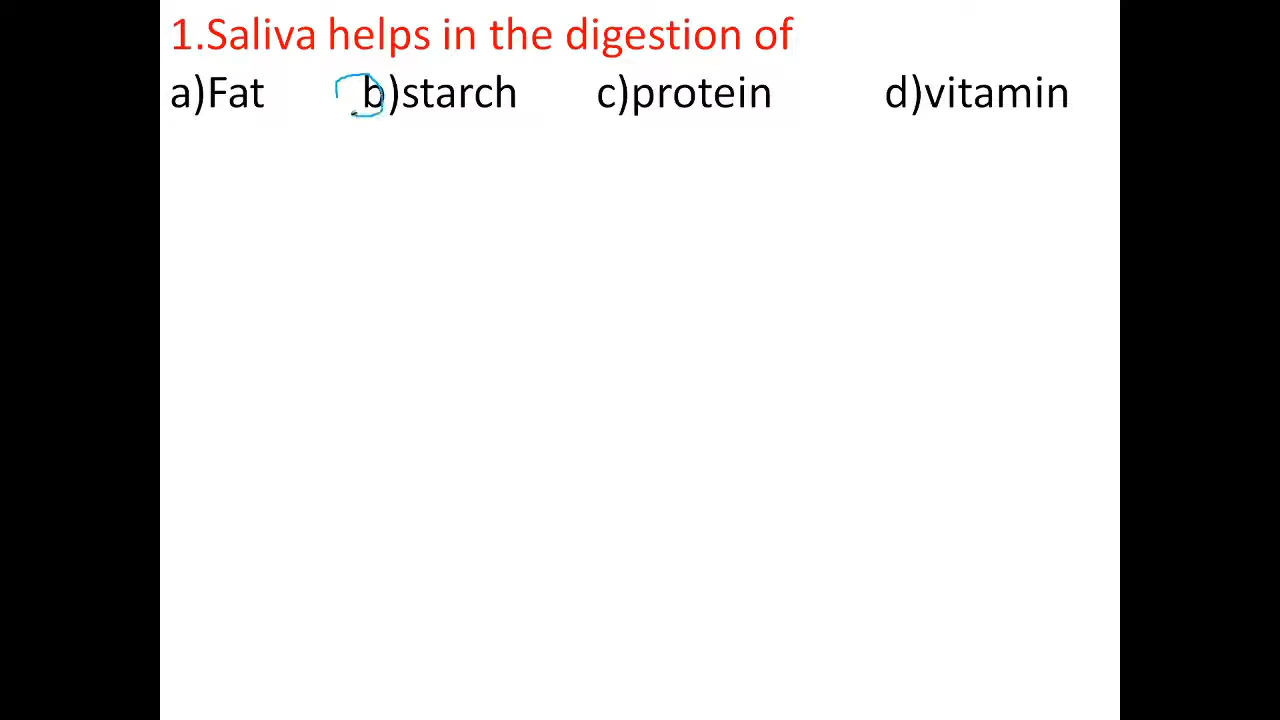 1.Saliva helps in the digestion of
a)Fat b)starch c)protein d)vitamin